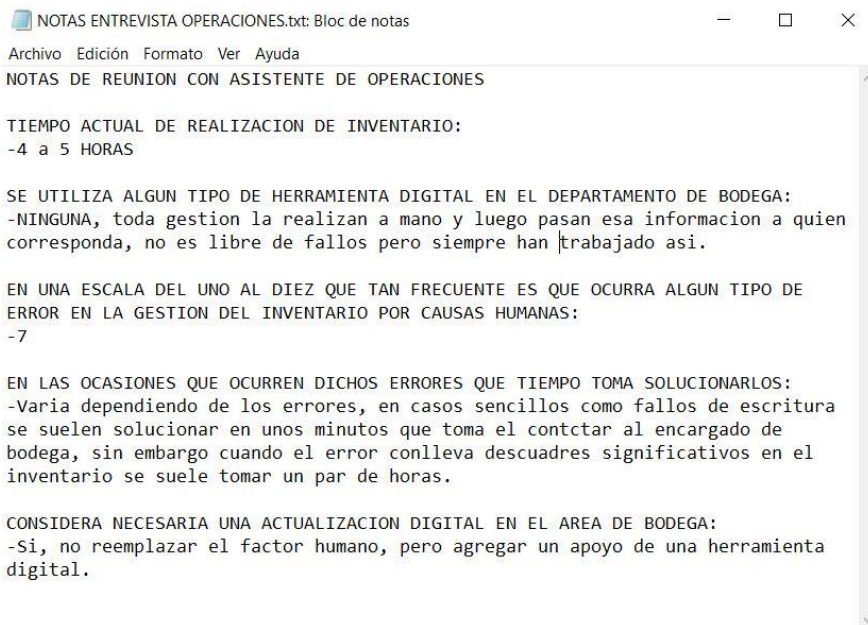 NOTAS ENTREVISTA OPERACIONES.txt: Bloc de notas
Archivo Edición Formato Ver Ayuda
NOTAS DE REUNION CON ASISTENTE DE OPERACIONES
TIEMPO ACTUAL DE REALIZACION DE INVENTARIO:
-4 a 5 HORAS
SE UTILIZA ALGUN TIPO DE HERRAMIENTA DIGITAL EN EL DEPARTAMENTO DE BODEGA:
-NINGUNA, toda gestion la realizan a mano y luego pasan esa informacion a quien
corresponda, no es libre de fallos pero siempre han trabajado asi.
EN UNA ESCALA DEL UNO AL DIEZ QUE TAN FRECUENTE ES QUE OCURRA ALGUN TIPO DE
ERROR EN LA GESTION DEL INVENTARIO POR CAUSAS HUMANAS:
-7
EN LAS OCASIONES QUE OCURREN DICHOS ERRORES QUE TIEMPO TOMA SOLUCIONARLOS:
-Varia dependiendo de los errores, en casos sencillos como fallos de escritura
se suelen solucionar en unos minutos que toma el contctar al encargado de
bodega, sin embargo cuando el error conlleva descuadres significativos en el
inventario se suele tomar un par de horas.
CONSIDERA NECESARIA UNA ACTUALIZACION DIGITAL EN EL AREA DE BODEGA:
-Si, no reemplazar el factor humano, pero agregar un apoyo de una herramienta
digital.